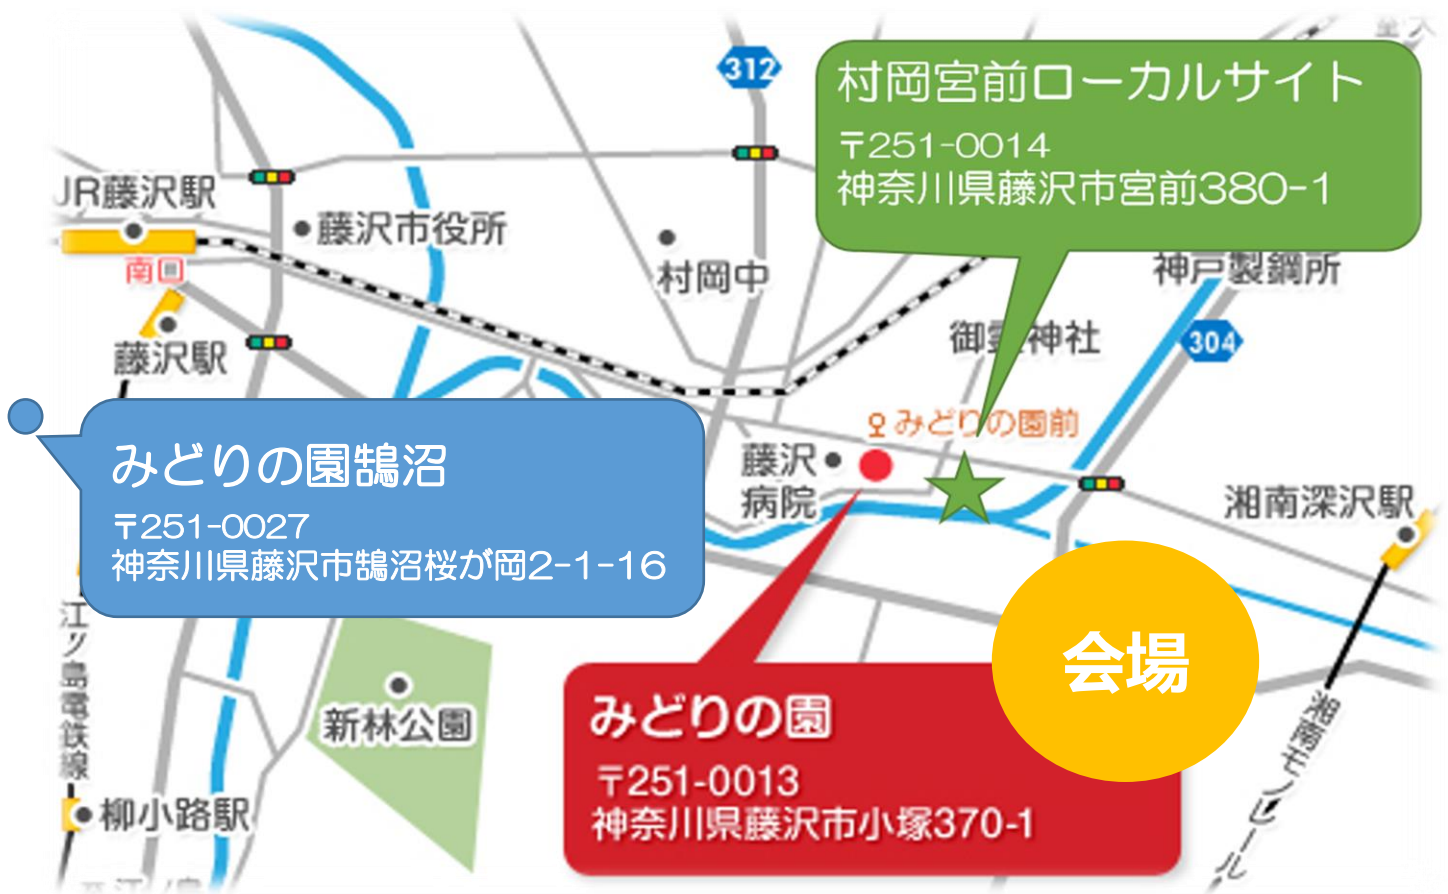 312
村岡宮前ローカルサイト
〒251-0014
神奈川県藤沢市宮前380-1
JR藤沢駅
藤沢市役所
南口
村岡中
神戸製鋼所
藤沢駅
御霊神社
304
みどりの園前
みどりの園鵠沼
〒251-0027
神奈川県藤沢市鵠沼桜が岡2-1-16
藤沢
病院
湘南深沢駅
会場
江ノ島電鉄線
新林公園
みどりの園
〒251-0013
神奈川県藤沢市小塚370-1
湘南モノレール
柳小路駅